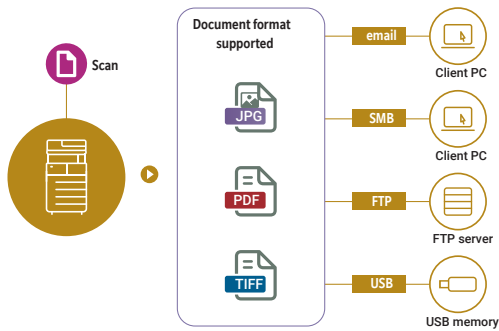 Document format
supported
Scan
JPG
PDF
TIFF
email
Client PC
SMB
Client PC
FTP
FTP server
USB
USB memory